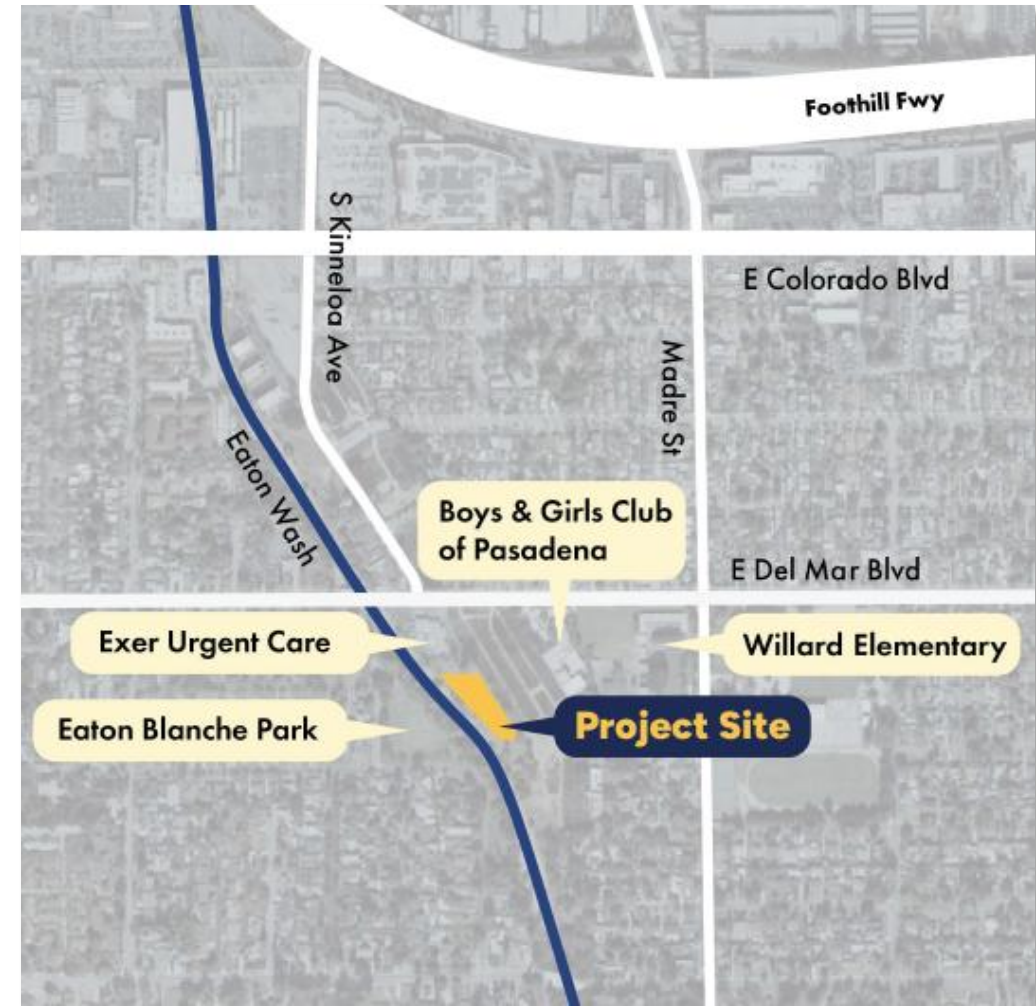 Foothill Fwy
S Kinneloa Ave
E Colorado Blvd
Madre St
Eaton Wash
Boys & Girls Club
of Pasadena
E Del Mar Blvd
Exer Urgent Care
Willard Elementary
Eaton Blanche Park
Project Site